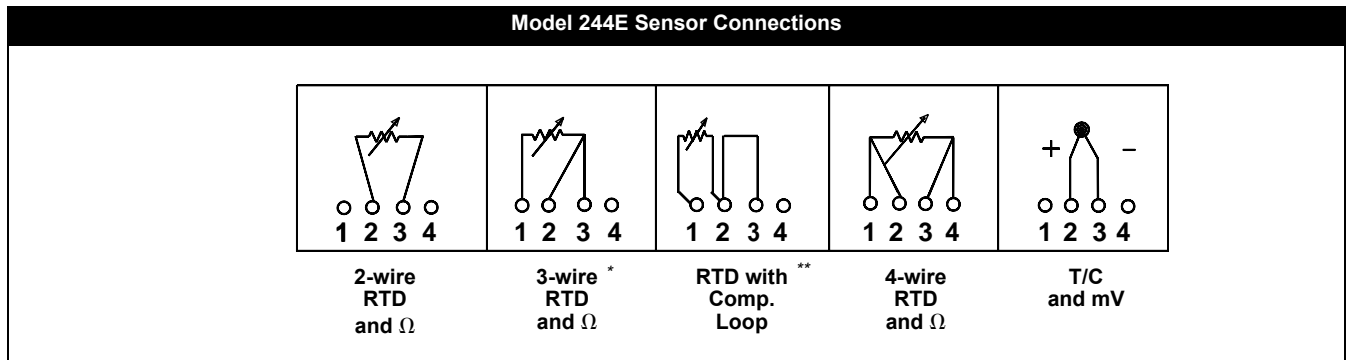 Model 244E Sensor Connections
+ –
1 2 3 4
1 2 3 4
1 2 3 4
1 2 3 4
1 2 3 4
2-wire
RTD
and Ω
3-wire *
RTD
and Ω
RTD with **
Comp.
Loop
4-wire
RTD
and Ω
T/C
and mV